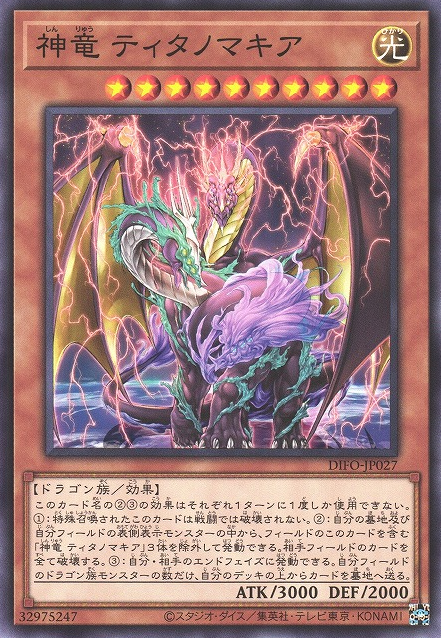 神竜 ティタノマキア
光
DIFO-JP027
【ドラゴン族／効果】
このカード名の②③の効果はそれぞれ１ターンに１度しか使用できない。
①：特殊召喚されたこのカードは戦闘では破壊されない。②：自分の墓地及び
自分フィールドの表側表示モンスターの中から、フィールドのこのカードを含む
「神竜 ティタノマキア」３体を除外して発動できる。相手フィールドのカードを
全て破壊する。③：自分・相手のエンドフェイズに発動できる。自分フィールド
のドラゴン族モンスターの数だけ、自分のデッキの上からカードを墓地へ送る。
ATK/3000 DEF/2000
32975247 ©スタジオ・ダイス／集英社・テレビ東京・KONAMI